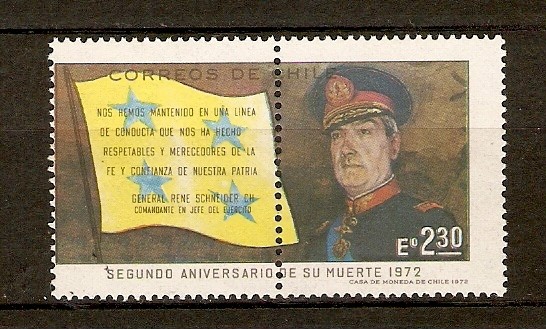 CORREOS DE CHILE
NOS HEMOS MANTENIDO EN UNA LINEA
DE CONDUCTA QUE NOS HA HECHO
RESPETABLES Y MERECEDORES DE LA
FE Y CONFIANZA DE NUESTRA PATRIA
GENERAL RENE SCHNEIDER CH
COMANDANTE EN JEFE DEL EJERCITO
Eº 2 30
SEGUNDO ANIVERSARIO DE SU MUERTE 1972
CASA DE MONEDA DE CHILE 1972